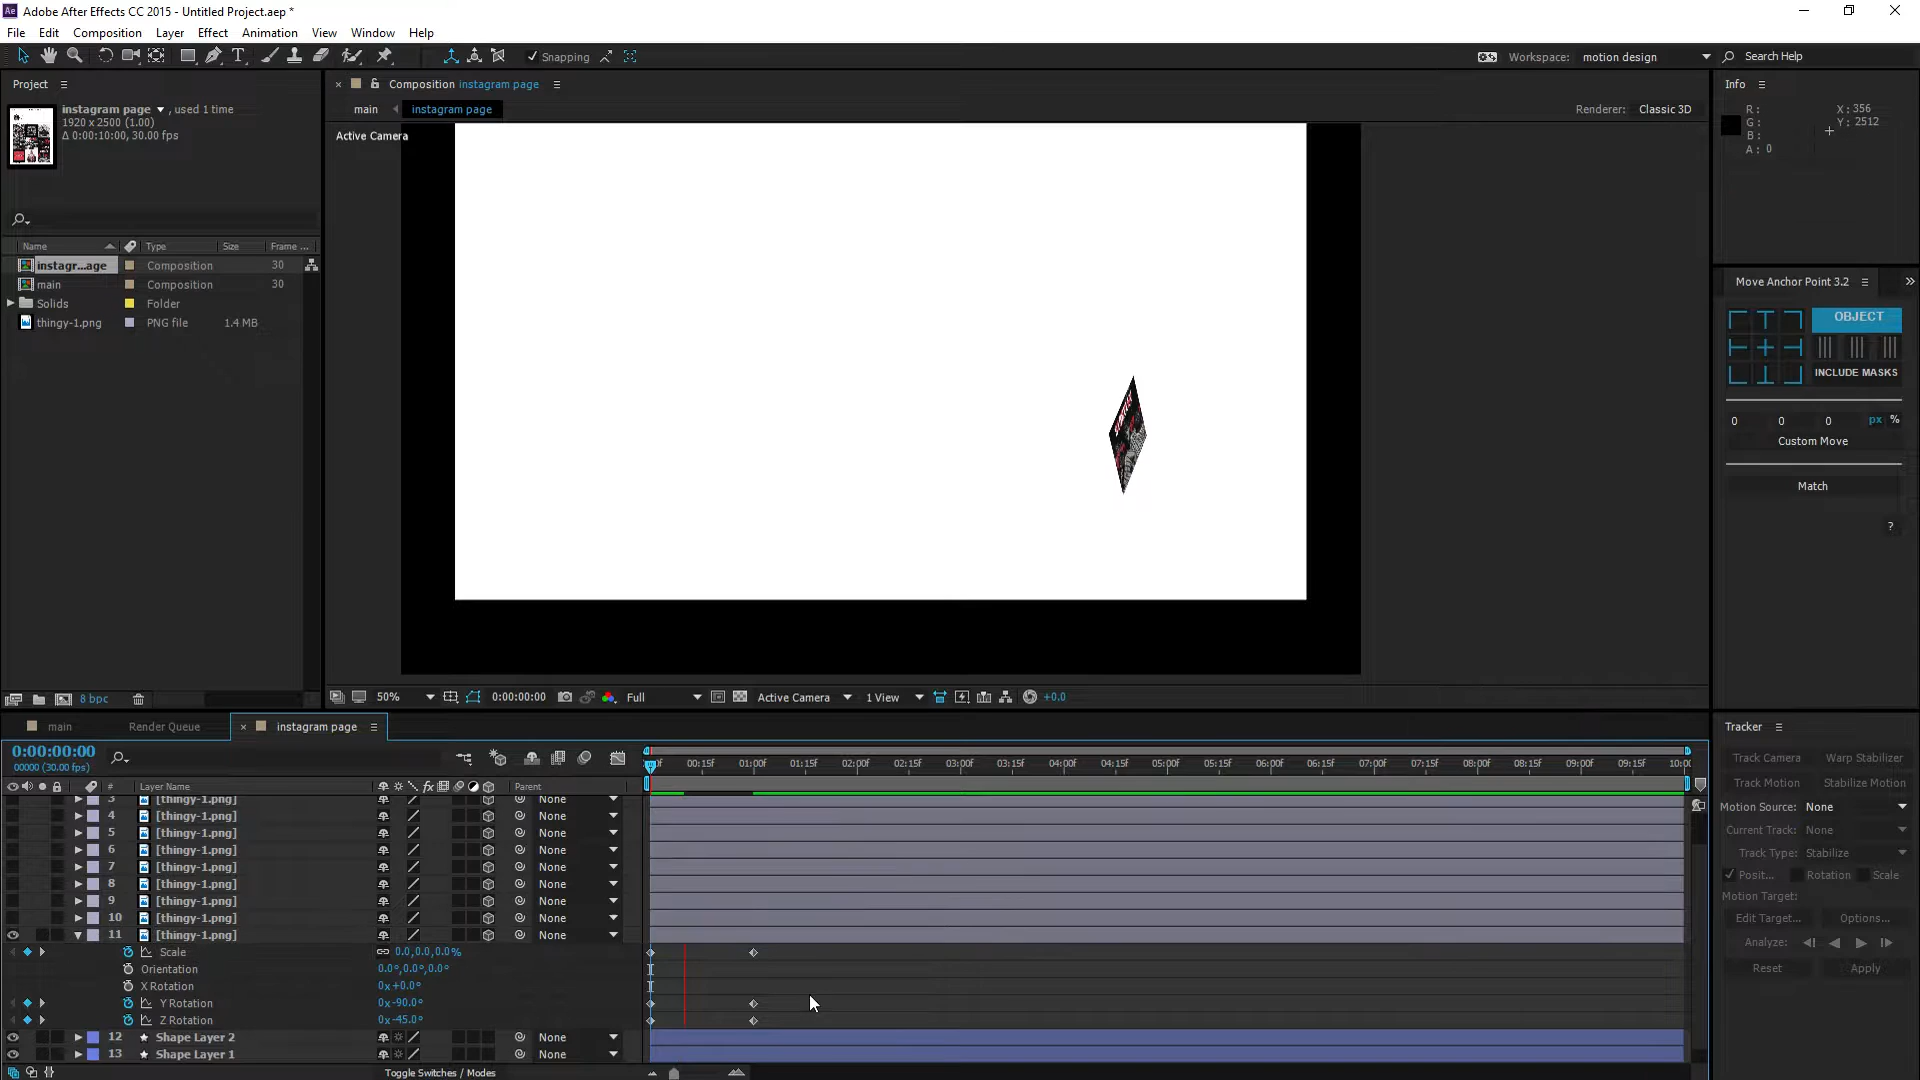 Adobe After Effects CC 2015 - Untitled Project.aep *
File Edit Composition Layer Effect Animation View Window Help
Snapping
Workspace: motion design
Search Help
Project
instagram page , used 1 time
1920 x 2500 (1.00)
Δ 0:00:10:00, 30.00 fps
Name Type Size Frame ...
instagr...age Composition 30
main Composition 30
Solids Folder
thingy-1.png PNG file 1.4 MB
8 bpc
Composition instagram page
main instagram page
Renderer: Classic 3D
Active Camera
50% 0:00:00:00 Full Active Camera 1 View +0.0
Info
R: X: 356
G: Y: 2512
B:
A: 0
Move Anchor Point 3.2
OBJECT
INCLUDE MASKS
0 0 0 px %
Custom Move
Match
?
main Render Queue instagram page
0:00:00:00
00000 (30.00 fps)
00:15f 01:00f 01:15f 02:00f 02:15f 03:00f 03:15f 04:00f 04:15f 05:00f 05:15f 06:00f 06:15f 07:00f 07:15f 08:00f 08:15f 09:00f 09:15f 10:00
# Layer Name Parent
3 [thingy-1.png] None
4 [thingy-1.png] None
5 [thingy-1.png] None
6 [thingy-1.png] None
7 [thingy-1.png] None
8 [thingy-1.png] None
9 [thingy-1.png] None
10 [thingy-1.png] None
11 [thingy-1.png] None
Scale 0.0,0.0,0.0%
Orientation 0.0°,0.0°,0.0°
X Rotation 0x+0.0°
Y Rotation 0x-90.0°
Z Rotation 0x-45.0°
12 Shape Layer 2 None
13 Shape Layer 1 None
Toggle Switches / Modes
Tracker
Track Camera Warp Stabilizer
Track Motion Stabilize Motion
Motion Source: None
Current Track: None
Track Type: Stabilize
Posit... Rotation Scale
Motion Target:
Edit Target... Options...
Analyze:
Reset Apply